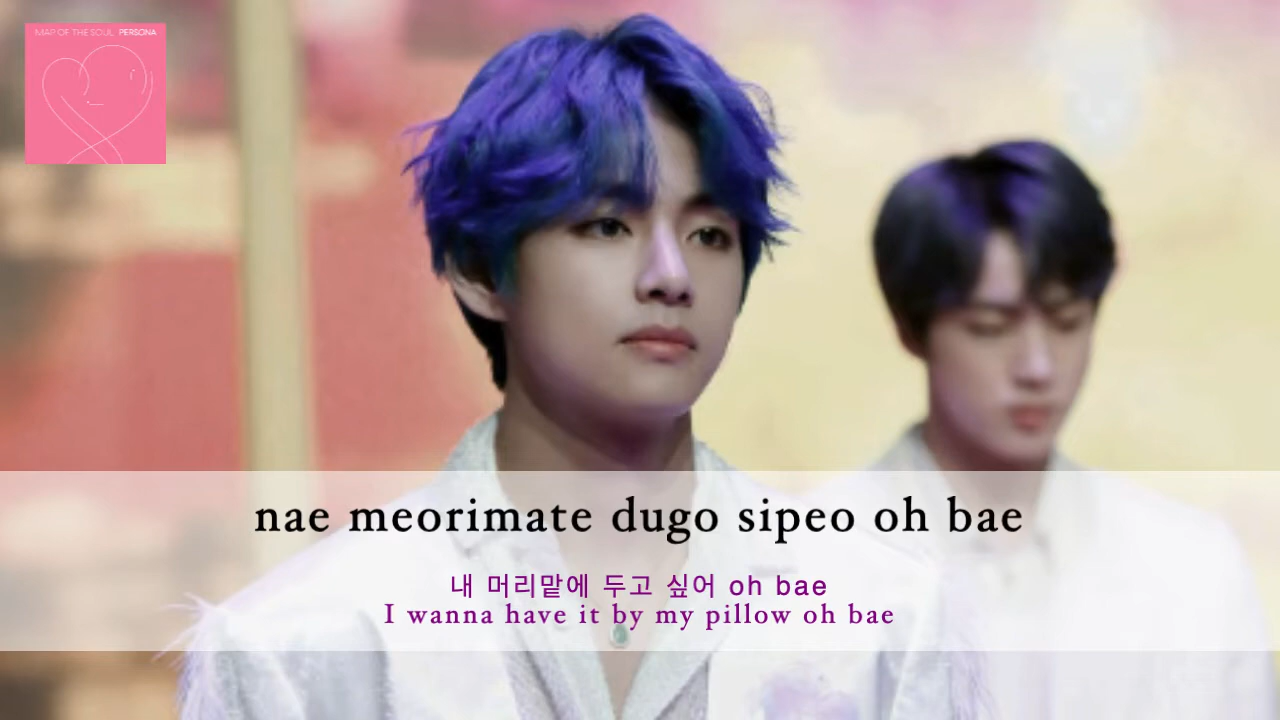 MAP OF THE SOUL PERSONA
nae meorimate dugo sipeo oh bae
내 머리맡에 두고 싶어 oh bae
I wanna have it by my pillow oh bae